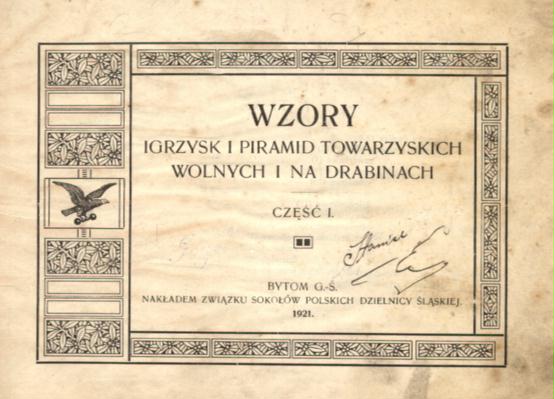 WZORY
IGRZYSK I PIRAMID TOWARZYSKICH
WOLNYCH I NA DRABINACH
CZĘŚĆ I.
BYTOM G.-Ś.
NAKŁADEM ZWIĄZKU SOKOŁÓW POLSKICH DZIELNICY ŚLĄSKIEJ.
1921.